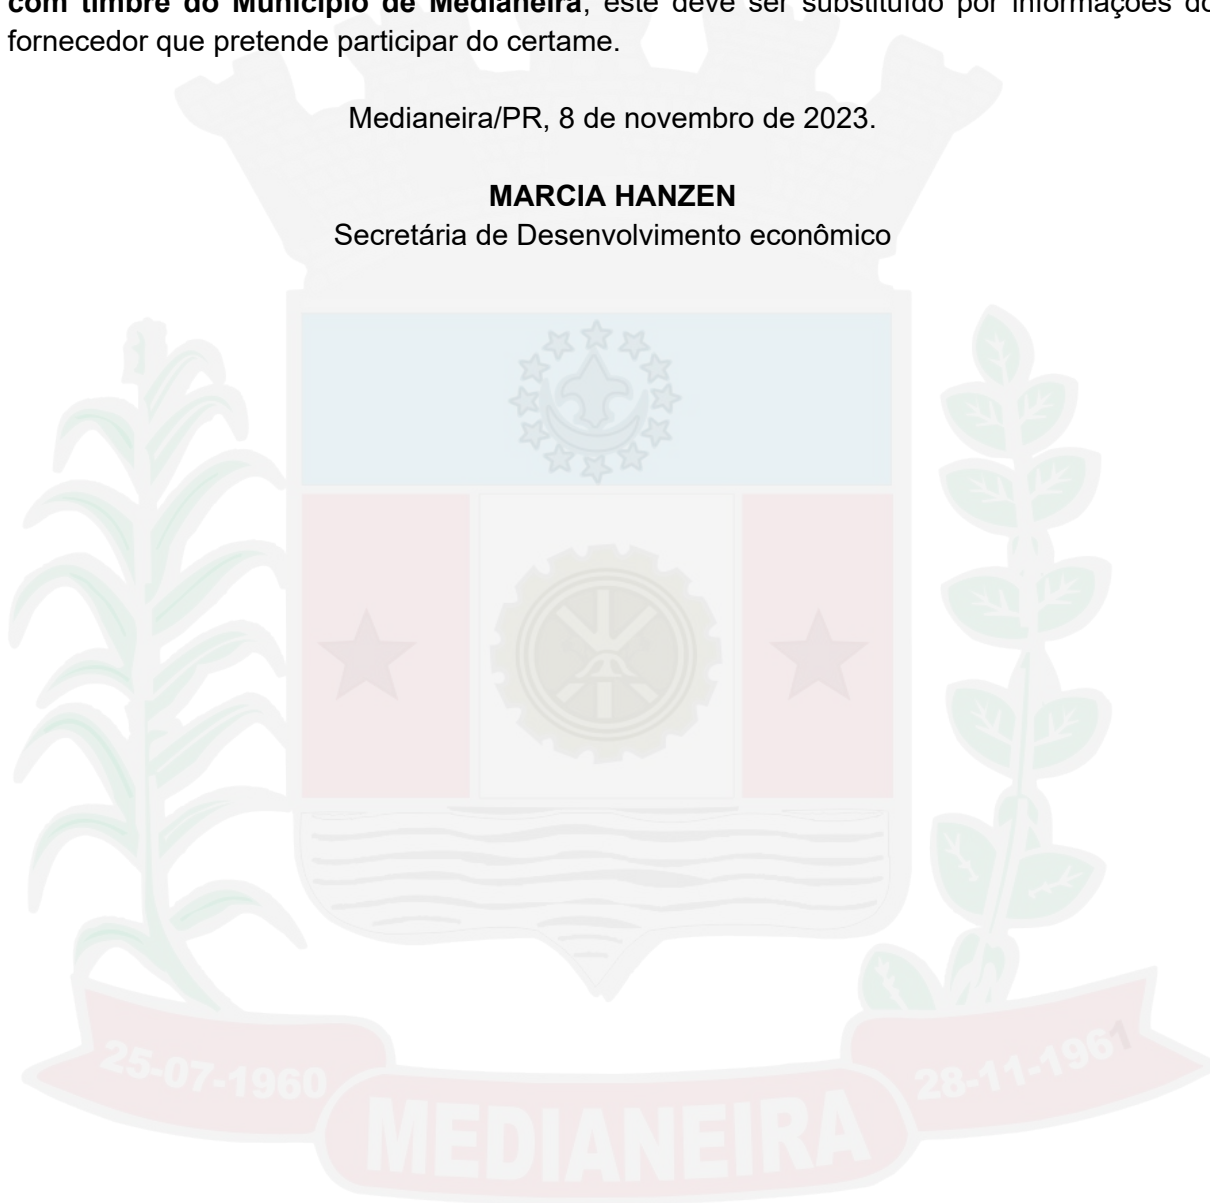 com timbre do Município de Medianeira, este deve ser substituído por informações do
fornecedor que pretende participar do certame.
Medianeira/PR, 8 de novembro de 2023.
MARCIA HANZEN
Secretária de Desenvolvimento econômico
25-07-1960
28-11-1961
MEDIANEIRA